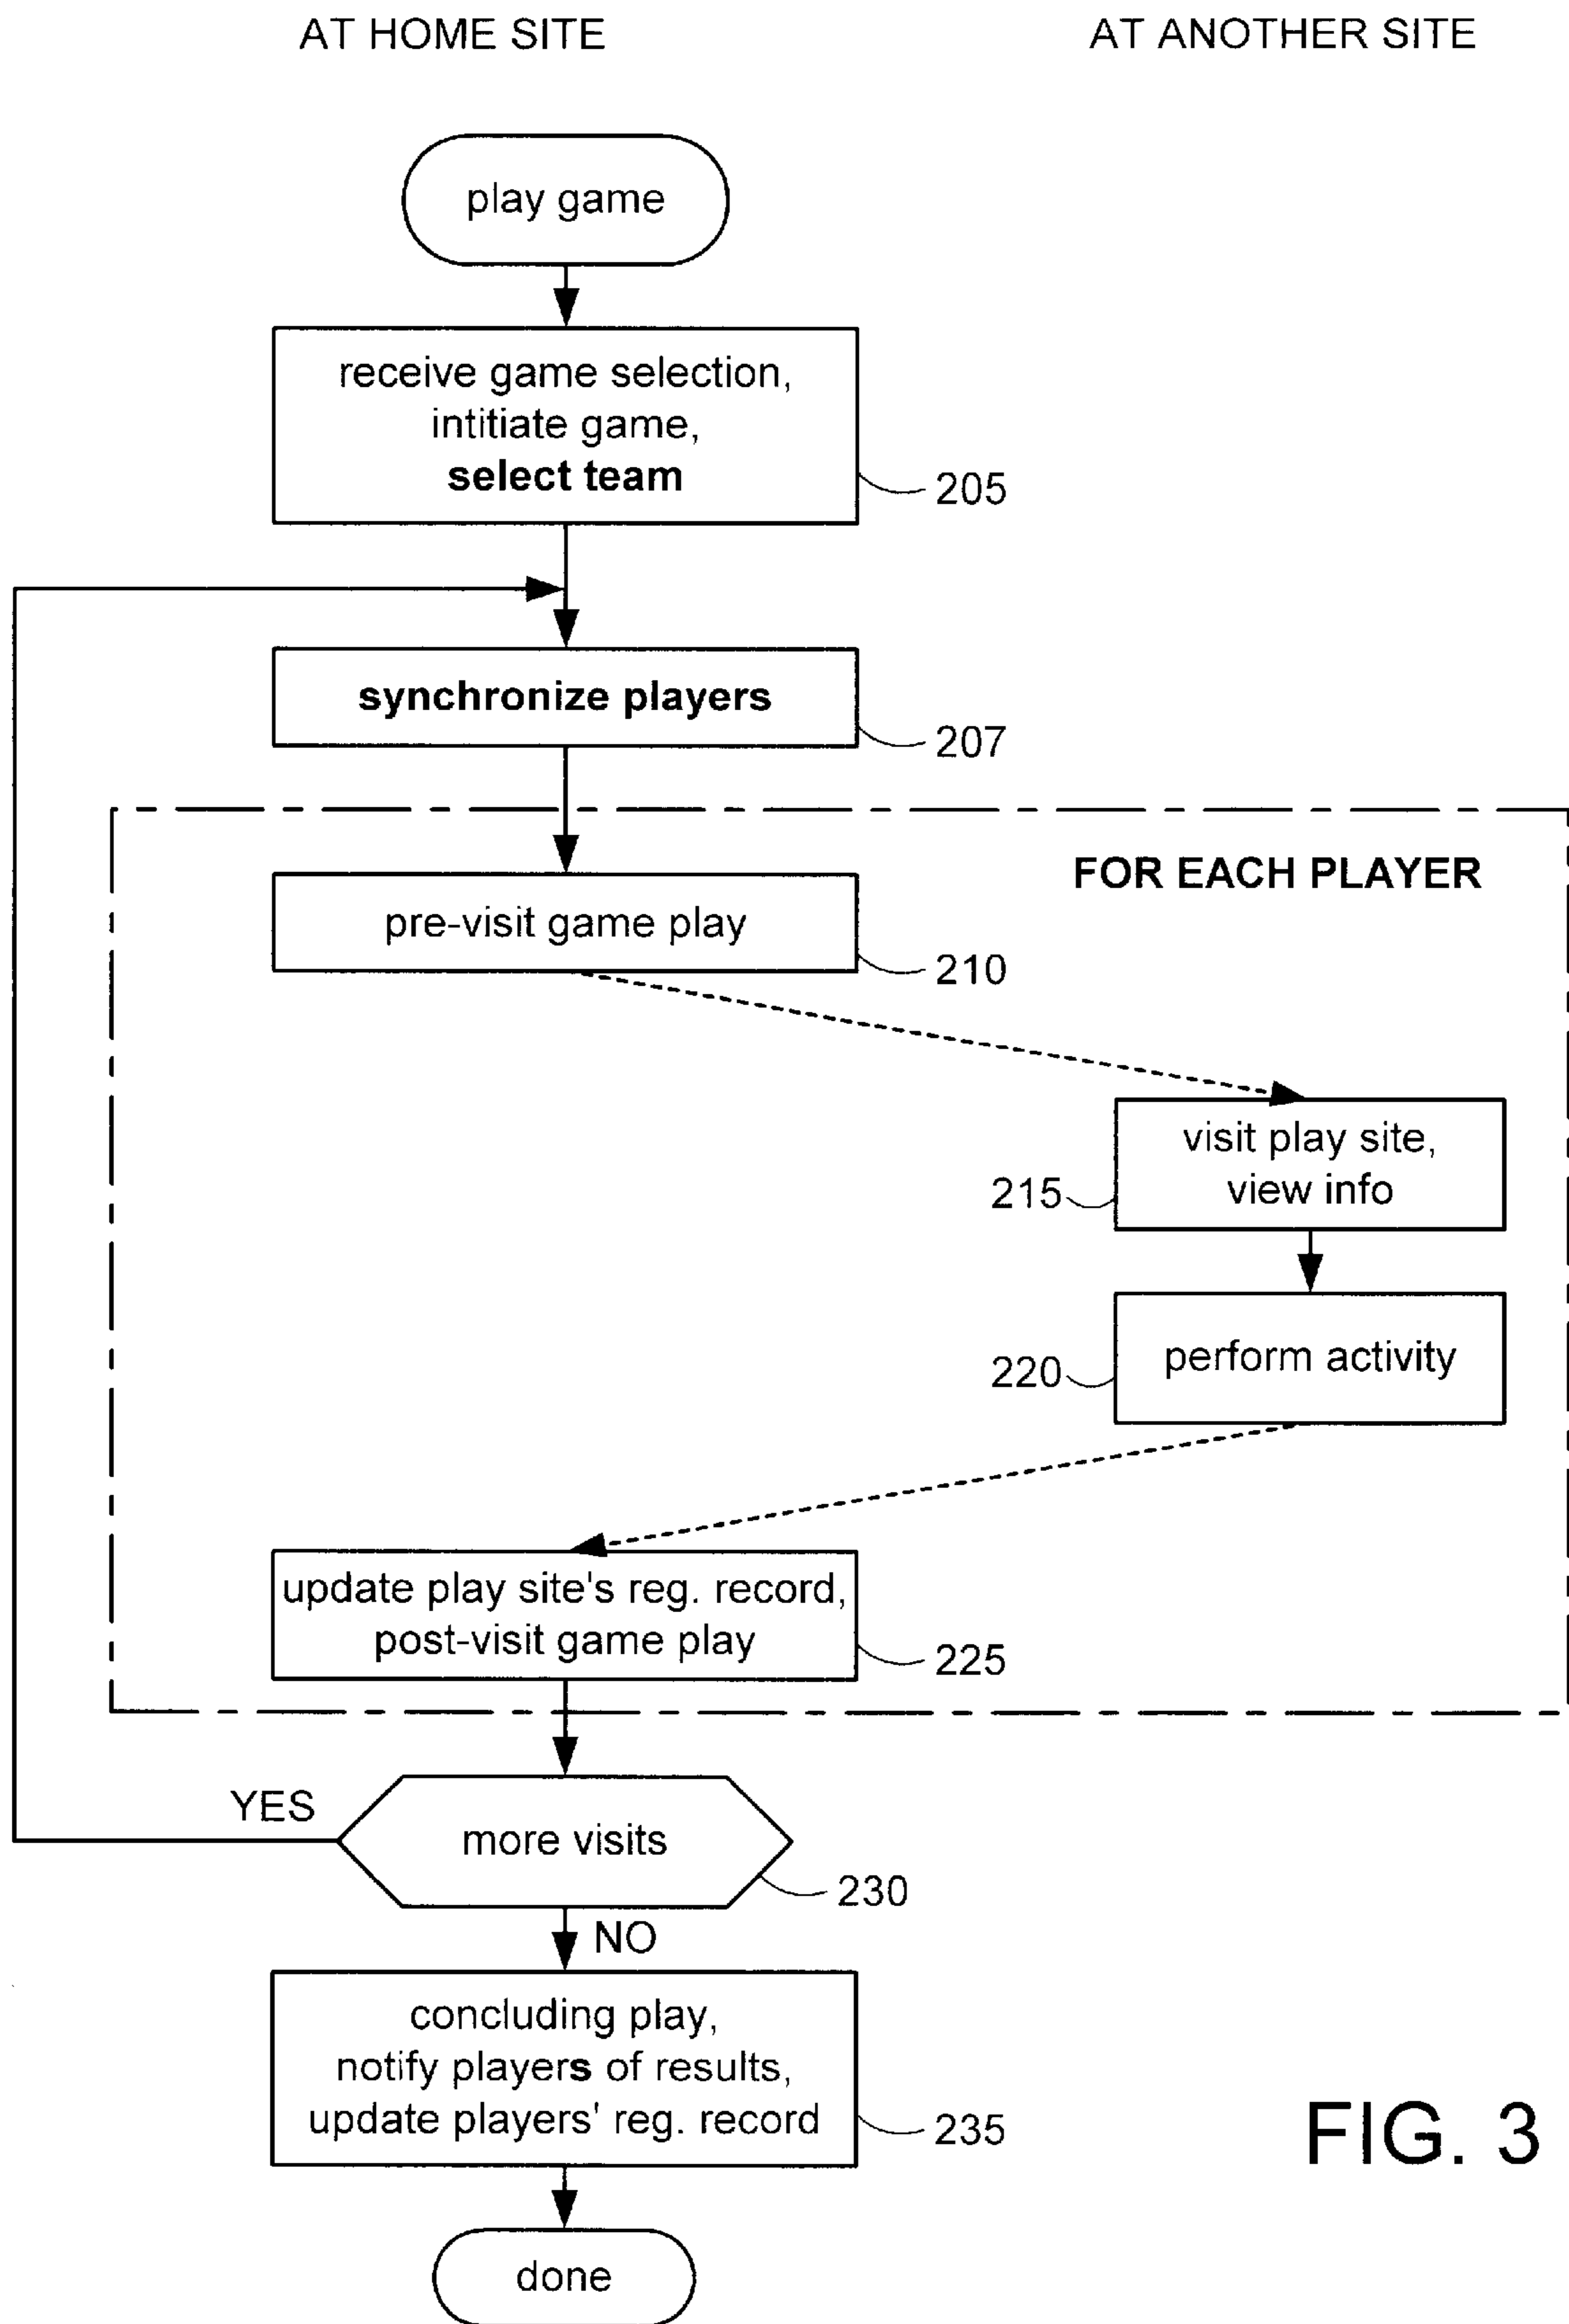 AT HOME SITE
AT ANOTHER SITE
play game
receive game selection,
intitiate game,
select team
205
synchronize players
207
FOR EACH PLAYER
pre-visit game play
210
visit play site,
view info
215
perform activity
220
update play site's reg. record,
post-visit game play
225
YES
more visits
230
NO
concluding play,
notify players of results,
update players' reg. record
235
FIG. 3
done